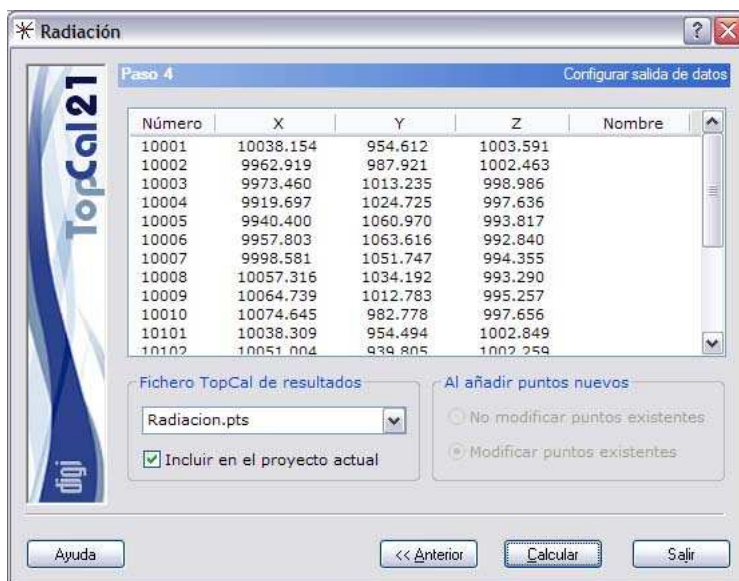 Radiación
TopCal 21
digi
Paso 4 Configurar salida de datos
Número X Y Z Nombre
10001 10038.154 954.612 1003.591
10002 9962.919 987.921 1002.463
10003 9973.460 1013.235 998.986
10004 9919.697 1024.725 997.636
10005 9940.400 1060.970 993.817
10006 9957.803 1063.616 992.840
10007 9998.581 1051.747 994.355
10008 10057.316 1034.192 993.290
10009 10064.739 1012.783 995.257
10010 10074.645 982.778 997.656
10101 10038.309 954.494 1002.849
10102 10051.004 939.805 1002.259
Fichero TopCal de resultados
Radiacion.pts
Incluir en el proyecto actual
Al añadir puntos nuevos
No modificar puntos existentes
Modificar puntos existentes
Ayuda << Anterior Calcular Salir